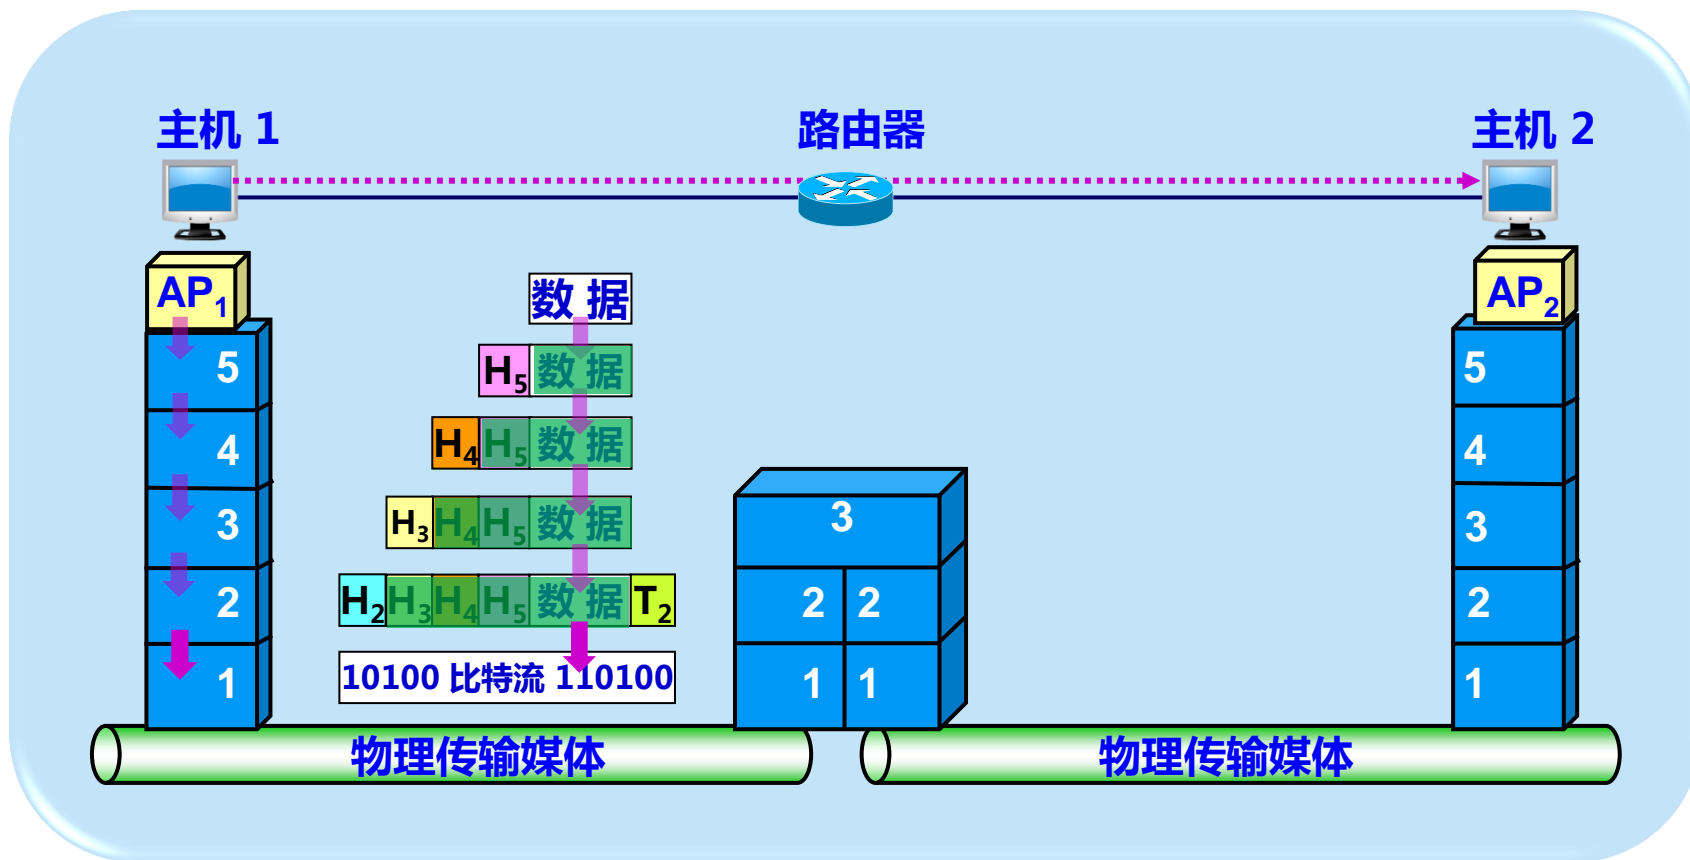 主机 1
路由器
主机 2
AP1
AP2
数 据
5
H5 数 据
5
4
H4 H5 数 据
4
3
H3 H4 H5 数 据
3
3
2
H2 H3 H4 H5 数 据 T2
2 2
2
1
10100 比特流 110100
1 1
1
物理传输媒体
物理传输媒体